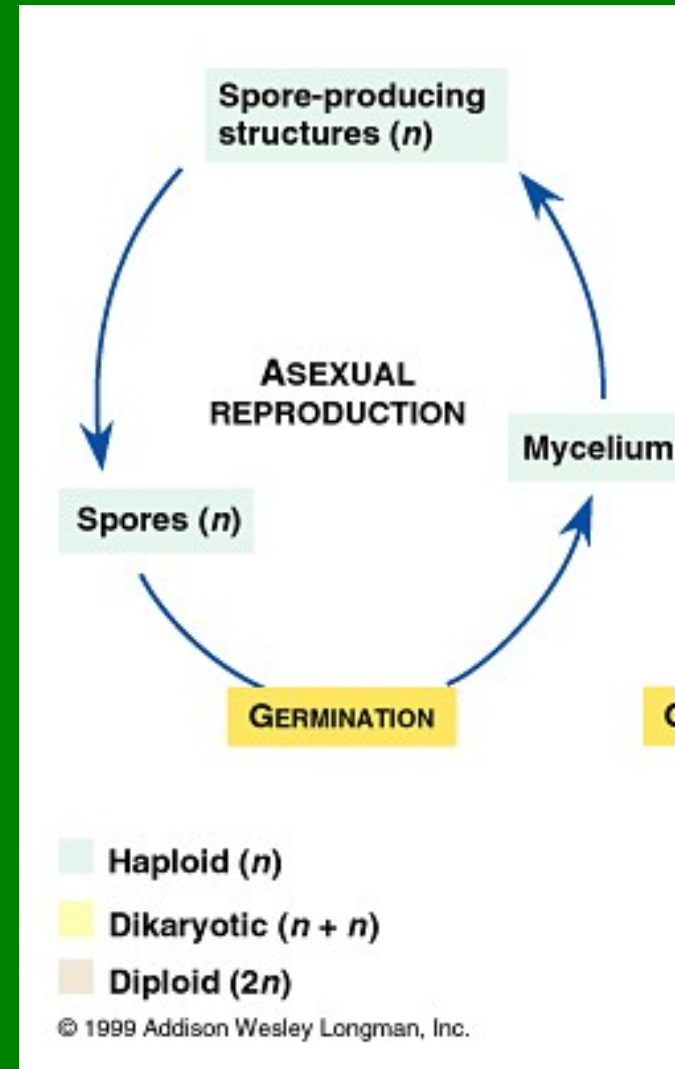 Spore-producing
structures (n)
ASEXUAL
REPRODUCTION
Mycelium
Spores (n)
GERMINATION
Haploid (n)
Dikaryotic (n + n)
Diploid (2n)
© 1999 Addison Wesley Longman, Inc.